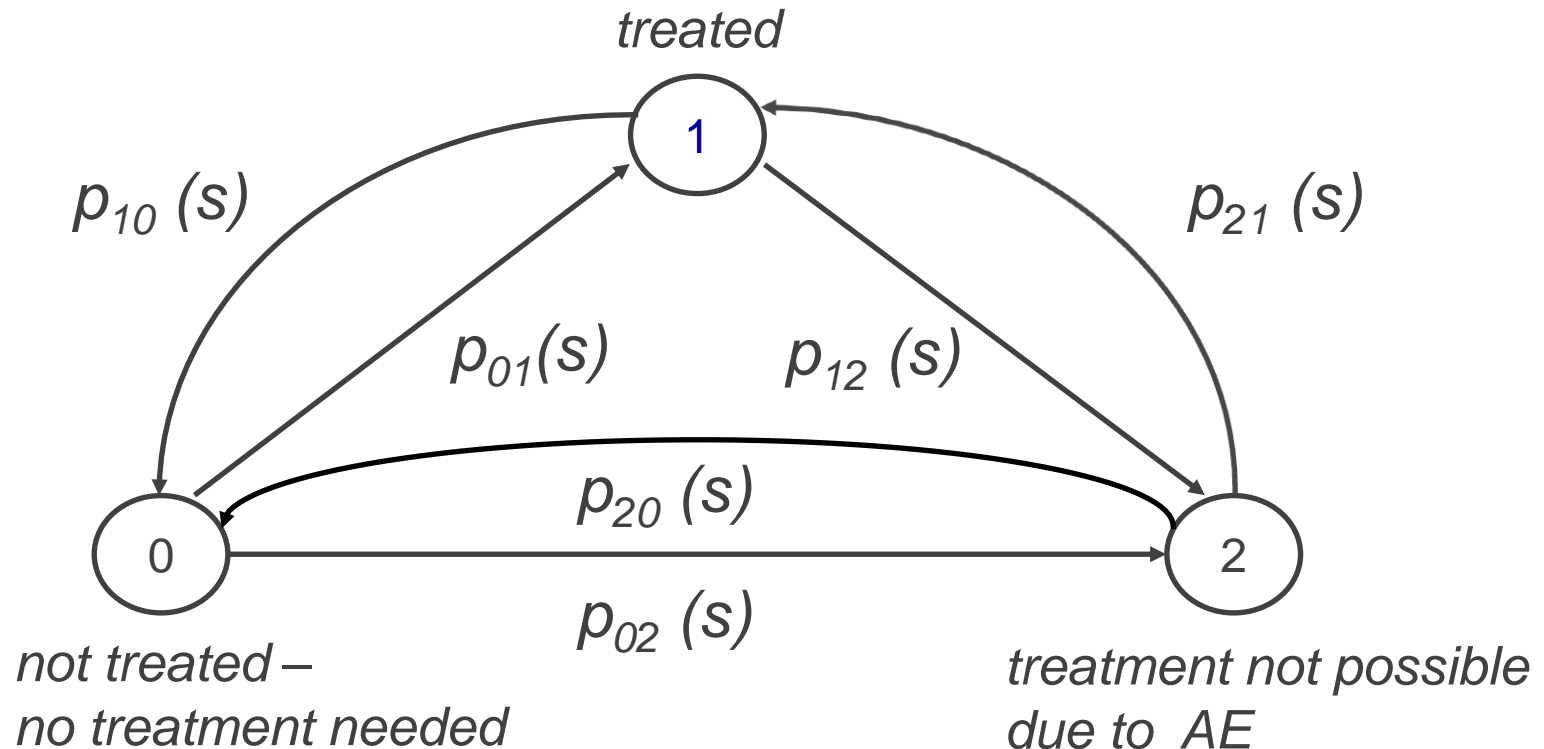 treated
1
p10 (s)
p21 (s)
p01(s)
p12 (s)
p20 (s)
0
2
p02 (s)
not treated –
no treatment needed
treatment not possible
due to AE